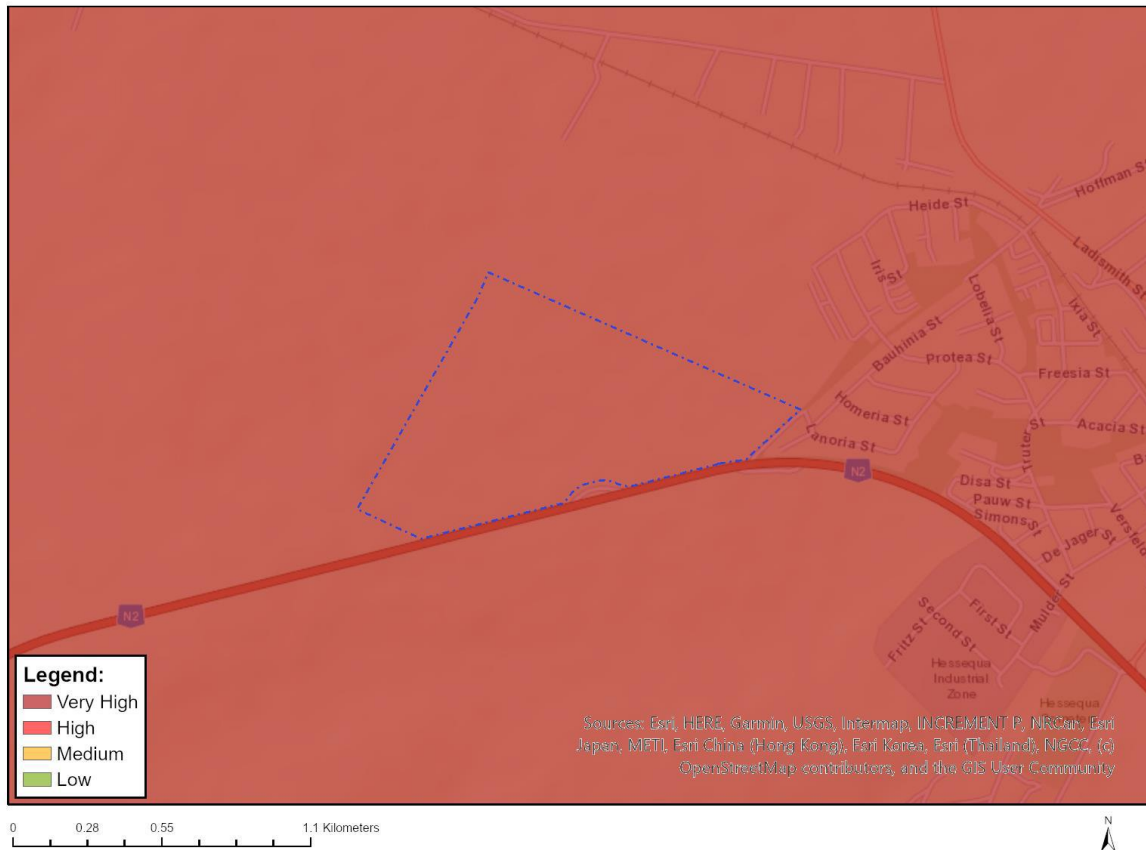 Hoffman St
Heide St
Ladismith St
Iris St
Lobelia St
Ixia St
Bauhinia St
Protea St
Freesia St
Homeria St
Lanoria St
Truter St
Acacia St
B
N2
Disa St
Pauw St
Simons St
Versfeld
De Jager St
Mulder St
First St
Second St
Fritz St
N2
Hessequa
Industrial
Zone
Hessequa
Legend:
Very High
High
Medium
Low
Sources: Esri, HERE, Garmin, USGS, Intermap, INCREMENT P, NRCan, Esri
Japan, METI, Esri China (Hong Kong), Esri Korea, Esri (Thailand), NGCC, (c)
OpenStreetMap contributors, and the GIS User Community
0 0.28 0.55 1.1 Kilometers
N